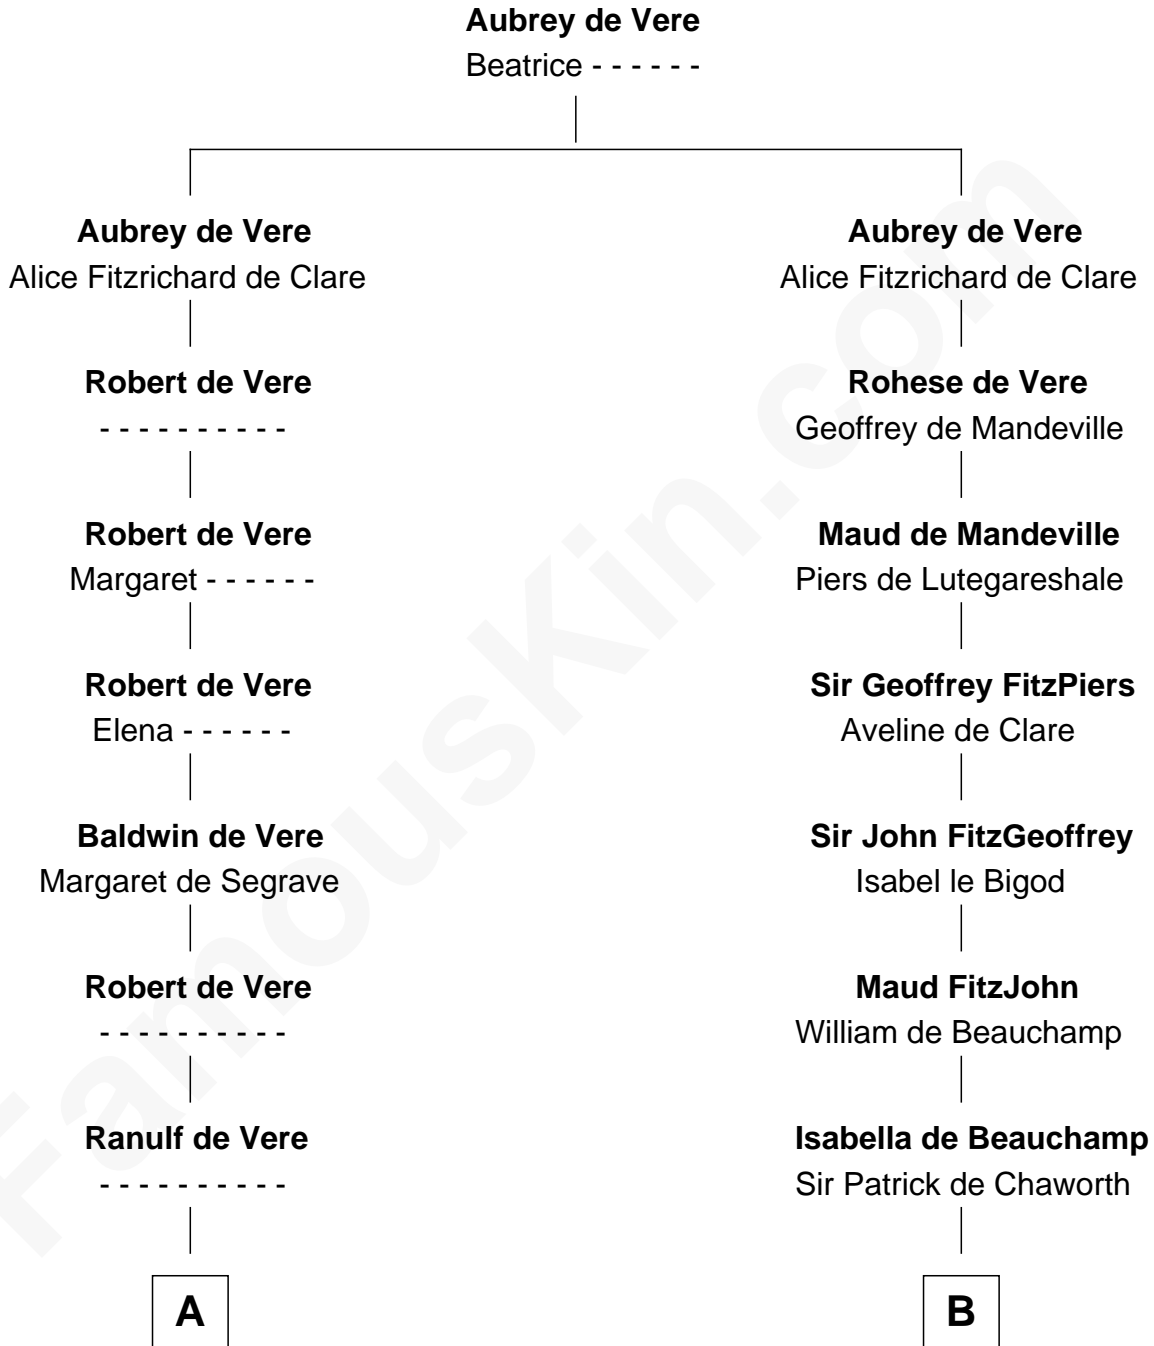 Aubrey de Vere
Beatrice - - - - - -
Aubrey de Vere
Alice Fitzrichard de Clare
Robert de Vere
- - - - - - - - - -
Robert de Vere
Margaret - - - - - -
Robert de Vere
Elena - - - - - -
Baldwin de Vere
Margaret de Segrave
Robert de Vere
- - - - - - - - - -
Ranulf de Vere
- - - - - - - - - -
A
Aubrey de Vere
Alice Fitzrichard de Clare
Rohese de Vere
Geoffrey de Mandeville
Maud de Mandeville
Piers de Lutegareshale
Sir Geoffrey FitzPiers
Aveline de Clare
Sir John FitzGeoffrey
Isabel le Bigod
Maud FitzJohn
William de Beauchamp
Isabella de Beauchamp
Sir Patrick de Chaworth
B
FamousKin.com